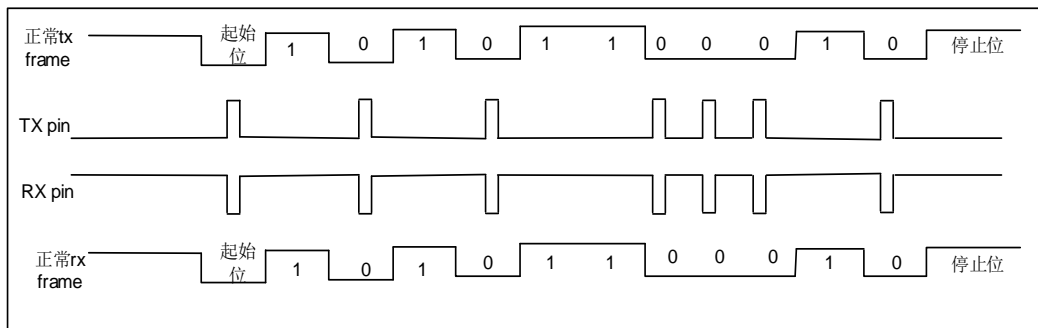 正常tx
frame
起始
位
1 0 1 0 1 1 0 0 0 1 0 停止位
TX pin
RX pin
正常rx
frame
起始
位
1 0 1 0 1 1 0 0 0 1 0 停止位